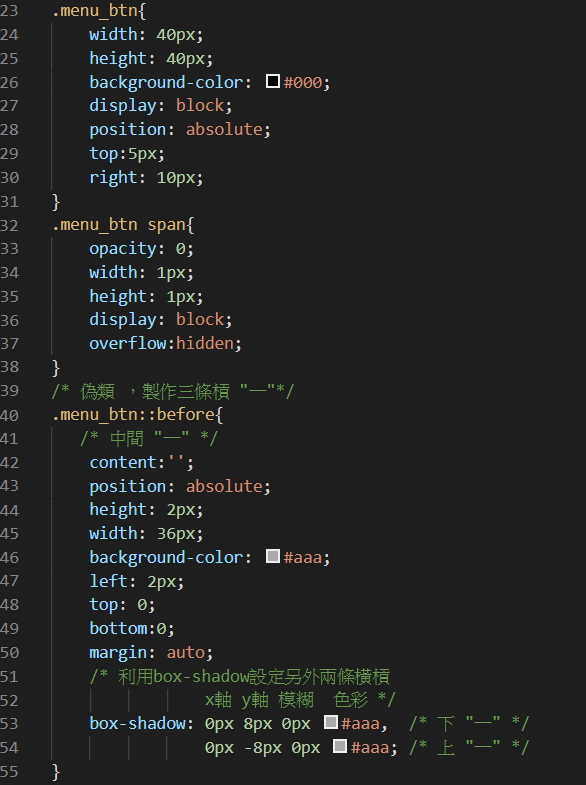 23 .menu_btn{
24 width: 40px;
25 height: 40px;
26 background-color: #000;
27 display: block;
28 position: absolute;
29 top:5px;
30 right: 10px;
31 }
32 .menu_btn span{
33 opacity: 0;
34 width: 1px;
35 height: 1px;
36 display: block;
37 overflow:hidden;
38 }
39 /* 偽類 ，製作三條槓 "一"*/
40 .menu_btn::before{
41 /* 中間 "一" */
42 content:'';
43 position: absolute;
44 height: 2px;
45 width: 36px;
46 background-color: #aaa;
47 left: 2px;
48 top: 0;
49 bottom:0;
50 margin: auto;
51 /* 利用box-shadow設定另外兩條橫槓
52 x軸 y軸 模糊 色彩 */
53 box-shadow: 0px 8px 0px #aaa, /* 下 "一" */
54 0px -8px 0px #aaa; /* 上 "一" */
55 }